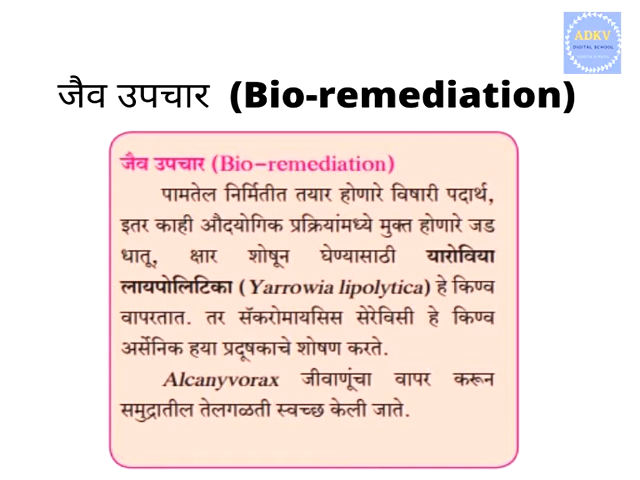 ADKV
DIGITAL SCHOOL
जैव उपचार (Bio-remediation)
जैव उपचार (Bio-remediation)
पामतेल निर्मितीत तयार होणारे विषारी पदार्थ,
इतर काही औदयोगिक प्रक्रियांमध्ये मुक्त होणारे जड
धातू, क्षार शोषून घेण्यासाठी यारोविया
लायपोलिटिका (Yarrowia lipolytica) हे किण्व
वापरतात. तर सॅकरोमायसिस सेरेविसी हे किण्व
अर्सेनिक हया प्रदूषकाचे शोषण करते.
Alcanyvorax जीवाणूंचा वापर करून
समुद्रातील तेलगळती स्वच्छ केली जाते.